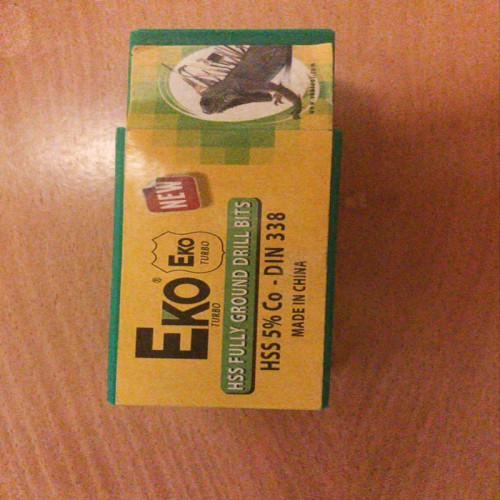 NEW
EKO®
TURBO
EKO
TURBO
HSS FULLY GROUND DRILL BITS
HSS 5% Co - DIN 338
MADE IN CHINA